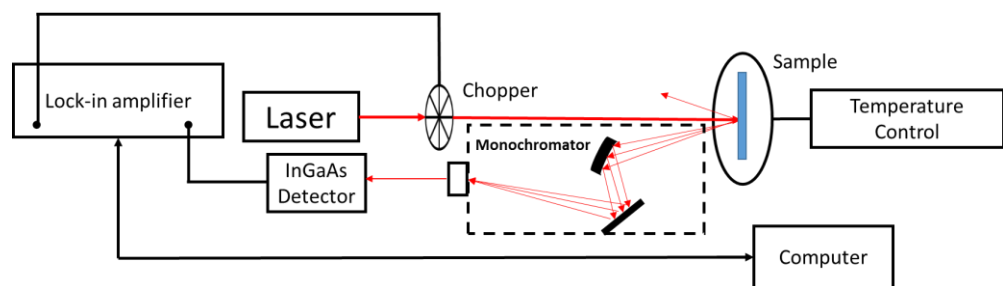 Lock-in amplifier
Laser
Chopper
Sample
Temperature
Control
Monochromator
InGaAs
Detector
Computer